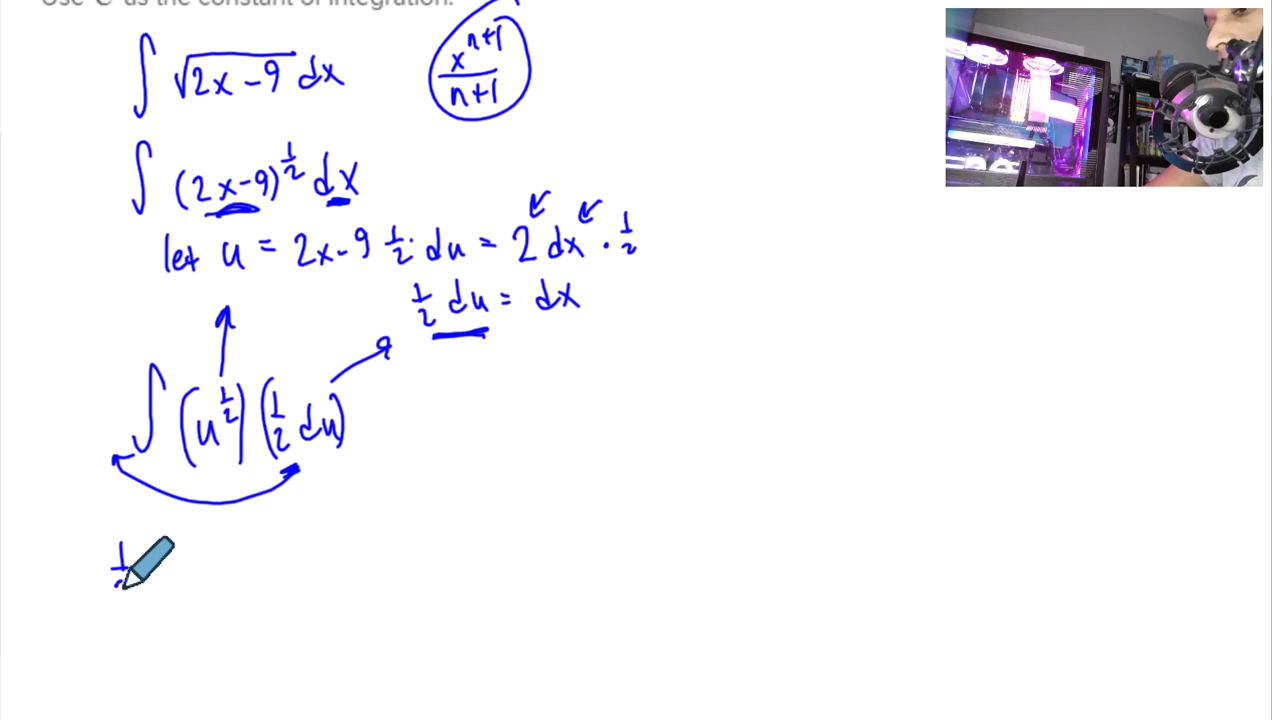 Use C as the constant of integration.
∫ √(2x-9) dx
x^(n+1)/(n+1)
∫ (2x-9)^(1/2) dx
let u = 2x-9 1/2 · du = 2 dx · 1/2
1/2 du = dx
∫ (u^(1/2)) (1/2 du)